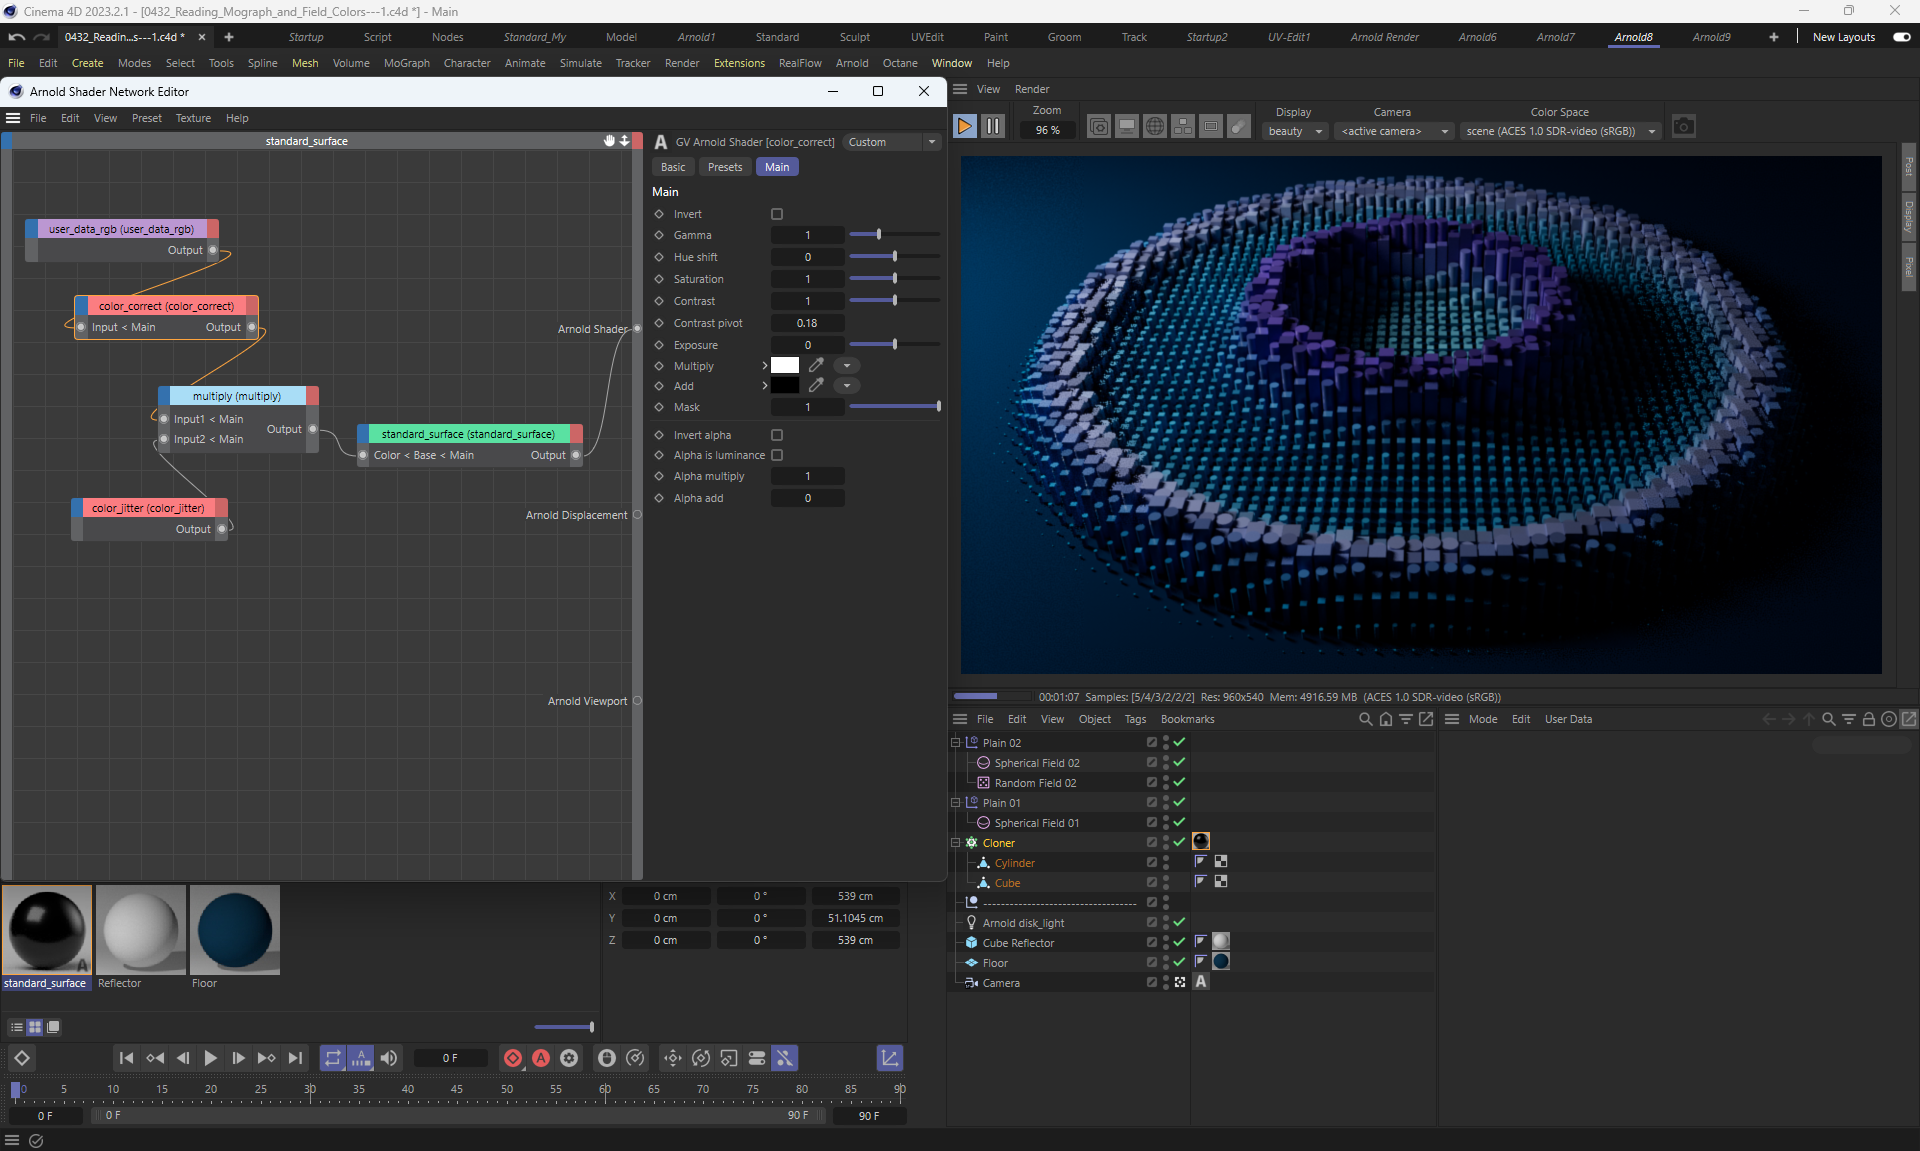 Cinema 4D 2023.2.1 - [0432_Reading_Mograph_and_Field_Colors---1.c4d *] - Main
0432_Readin...s---1.c4d * × + Startup Script Nodes Standard_My Model Arnold1 Standard Sculpt UVEdit Paint Groom Track Startup2 UV-Edit1 Arnold Render Arnold6 Arnold7 Arnold8 Arnold9 + New Layouts
File Edit Create Modes Select Tools Spline Mesh Volume MoGraph Character Animate Simulate Tracker Render Extensions RealFlow Arnold Octane Window Help
Arnold Shader Network Editor
File Edit View Preset Texture Help
standard_surface
user_data_rgb (user_data_rgb)
Output
color_correct (color_correct)
Input < Main Output
multiply (multiply)
Input1 < Main
Output
Input2 < Main
standard_surface (standard_surface)
Color < Base < Main Output
color_jitter (color_jitter)
Output
Arnold Shader
Arnold Displacement
Arnold Viewport
A GV Arnold Shader [color_correct] Custom
Basic Presets Main
Main
Invert
Gamma 1
Hue shift 0
Saturation 1
Contrast 1
Contrast pivot 0.18
Exposure 0
Multiply
Add
Mask 1
Invert alpha
Alpha is luminance
Alpha multiply 1
Alpha add 0
View Render
Zoom
96 %
Display
beauty
Camera
<active camera>
Color Space
scene (ACES 1.0 SDR-video (sRGB))
Post
Display
Pixel
00:01:07 Samples: [5/4/3/2/2/2] Res: 960x540 Mem: 4916.59 MB (ACES 1.0 SDR-video (sRGB))
File Edit View Object Tags Bookmarks
Plain 02
Spherical Field 02
Random Field 02
Plain 01
Spherical Field 01
Cloner
Cylinder
Cube
-----------------------------------
Arnold disk_light
Cube Reflector
Floor
Camera
A
Mode Edit User Data
A
standard_surface Reflector Floor
X 0 cm 0 ° 539 cm
Y 0 cm 0 ° 51.1045 cm
Z 0 cm 0 ° 539 cm
A
0 F
A
0 5 10 15 20 25 30 35 40 45 50 55 60 65 70 75 80 85 90
0 F 0 F 90 F 90 F